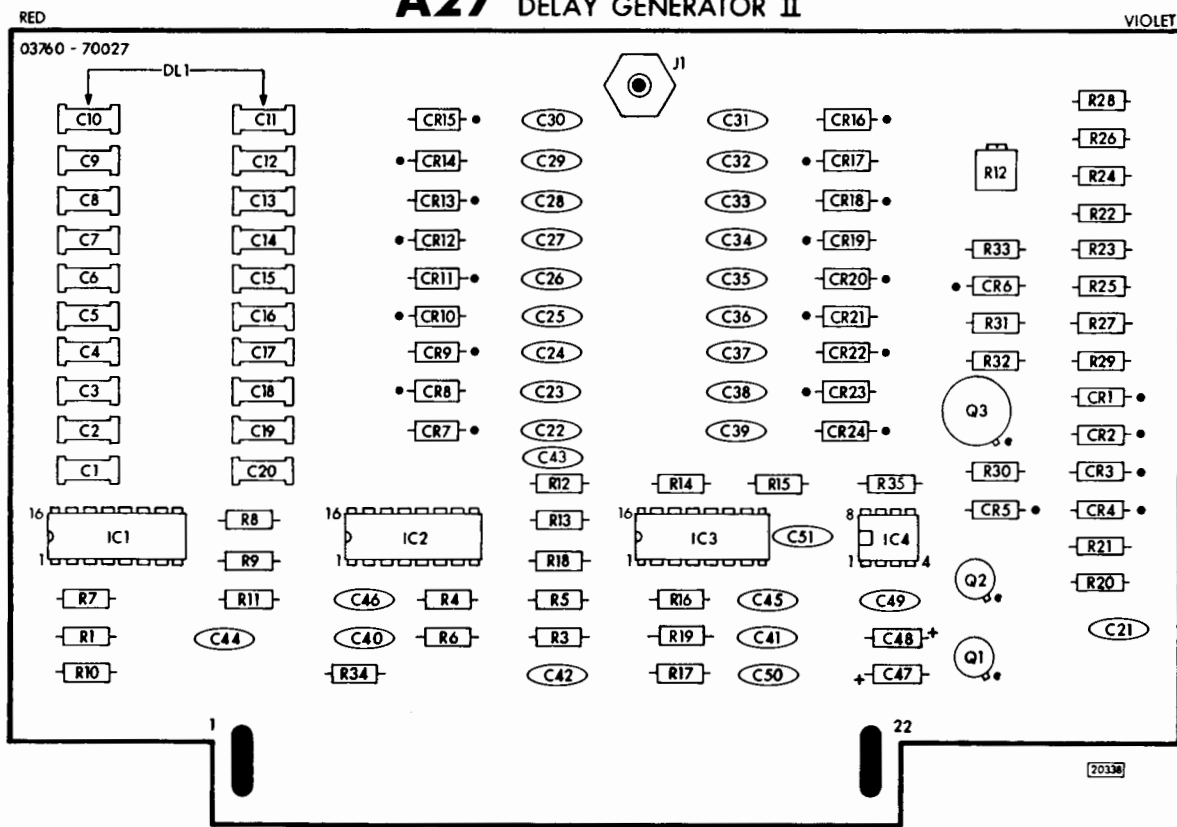 A27 DELAY GENERATOR II
RED VIOLET
03760 - 70027
DL1 J1
R28
C10 C11 CR15 C30 C31 CR16
R26
C9 C12 CR14 C29 C32 CR17 R12
R24
C8 C13 CR13 C28 C33 CR18
R22
C7 C14 CR12 C27 C34 CR19 R33 R23
C6 C15 CR11 C26 C35 CR20 CR6 R25
C5 C16 CR10 C25 C36 CR21 R31 R27
C4 C17 CR9 C24 C37 CR22 R32 R29
C3 C18 CR8 C23 C38 CR23 Q3 CR1
C2 C19 CR7 C22 C39 CR24 CR2
C43
C1 C20 R30 CR3
R12 R14 R15 R35
16 16 16 8 CR5 CR4
R8 R13
IC1 IC2 IC3 C51 IC4
R21
1 R9 1 R18 1 1 4
Q2 R20
R7 R11 C46 R4 R5 R16 C45 C49
R1 C44 C40 R6 R3 R19 C41 C48 + C21
Q1
R10 R34 C42 R17 C50 + C47
1 22
20338